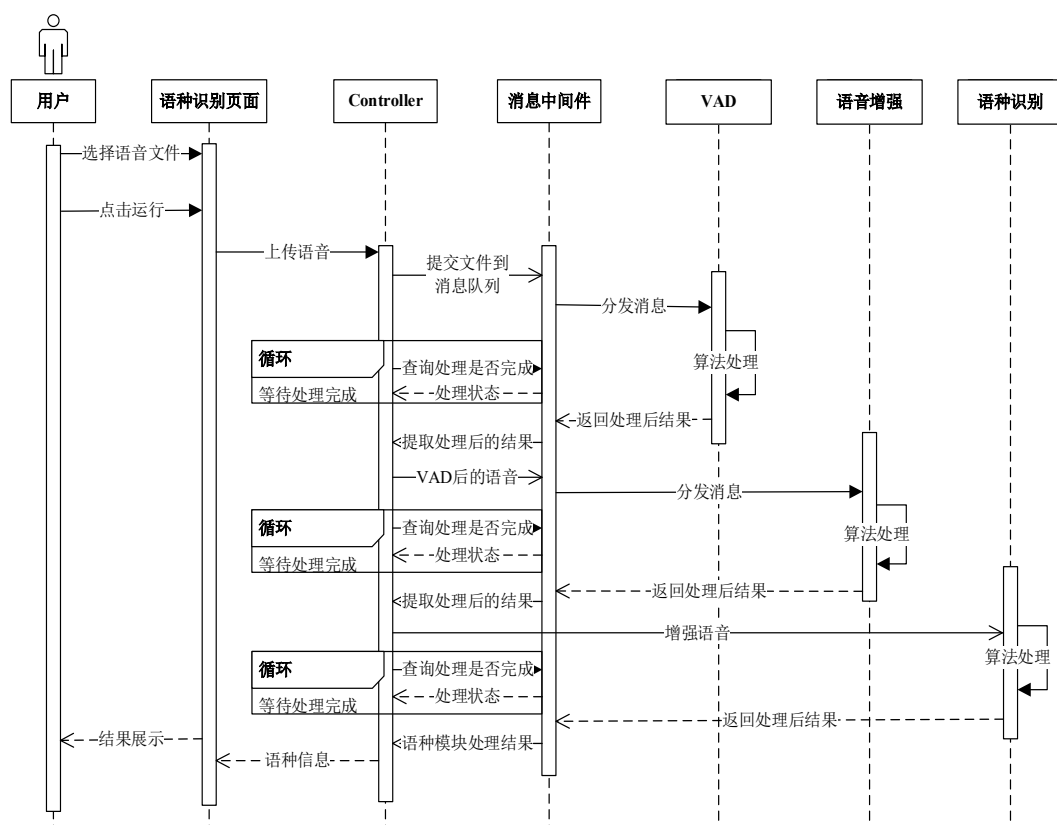 用户
语种识别页面
Controller
消息中间件
VAD
语音增强
语种识别
选择语音文件
点击运行
上传语音
提交文件到
消息队列
分发消息
算法处理
循环
查询处理是否完成
等待处理完成
处理状态
返回处理后结果
提取处理后的结果
VAD后的语音
分发消息
循环
查询处理是否完成
算法处理
等待处理完成
处理状态
返回处理后结果
提取处理后的结果
增强语音
算法处理
循环
查询处理是否完成
等待处理完成
处理状态
返回处理后结果
结果展示
语种模块处理结果
语种信息